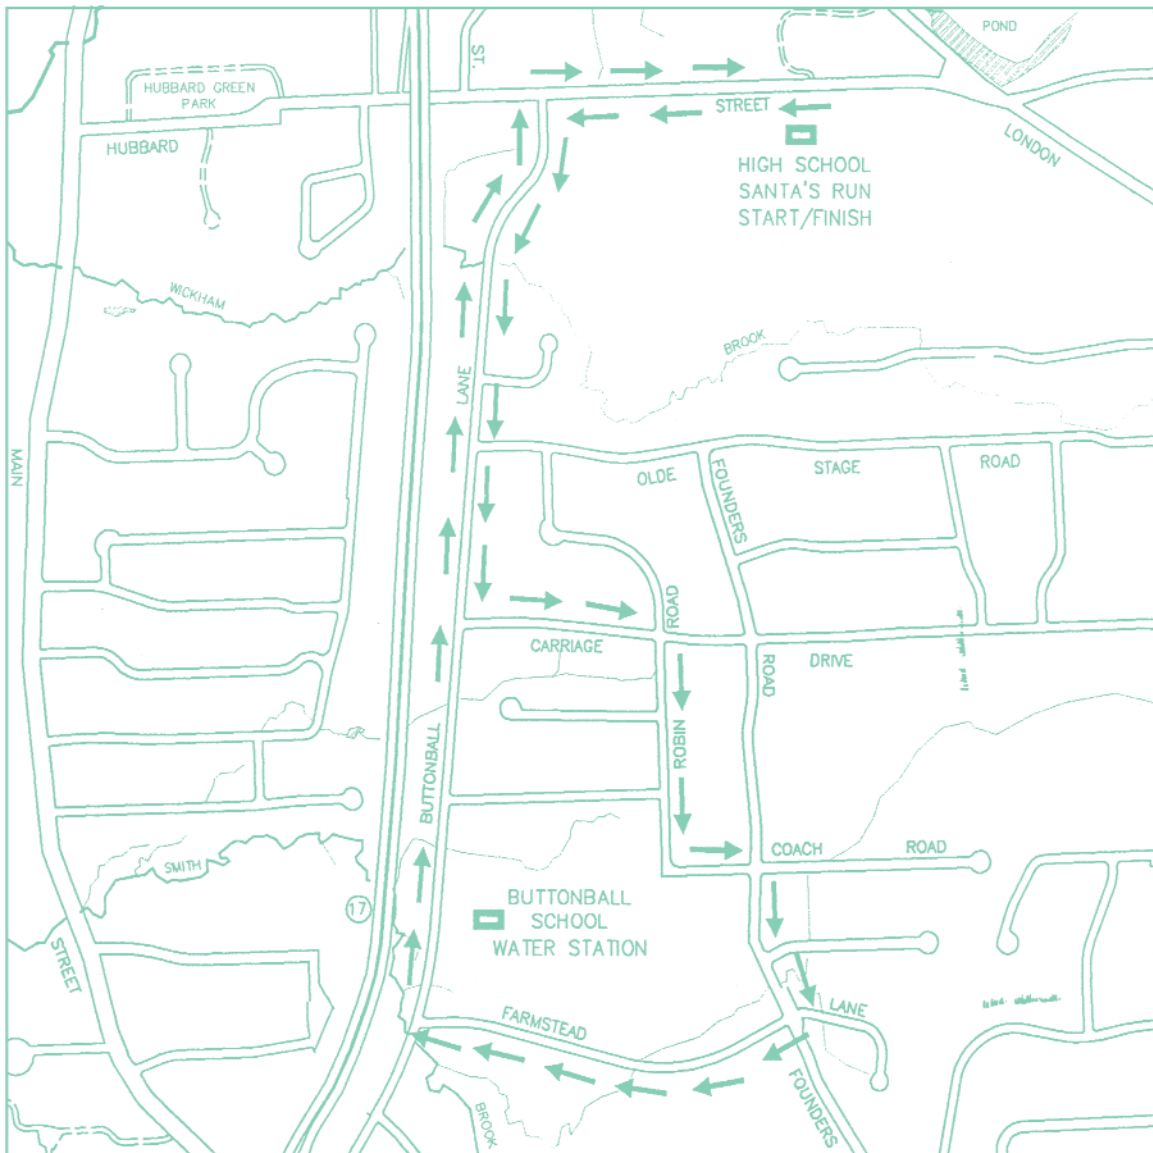 POND
ST.
HUBBARD GREEN
PARK
STREET
HUBBARD
LONDON
HIGH SCHOOL
SANTA'S RUN
START/FINISH
WICKHAM
BROOK
LANE
MAIN
OLDE
STAGE
ROAD
FOUNDERS
ROAD
CARRIAGE
ROAD
DRIVE
ROBIN
BUTTONBALL
COACH
ROAD
SMITH
17
BUTTONBALL
SCHOOL
WATER STATION
STREET
FARMSTEAD
LANE
FOUNDERS
BROOK